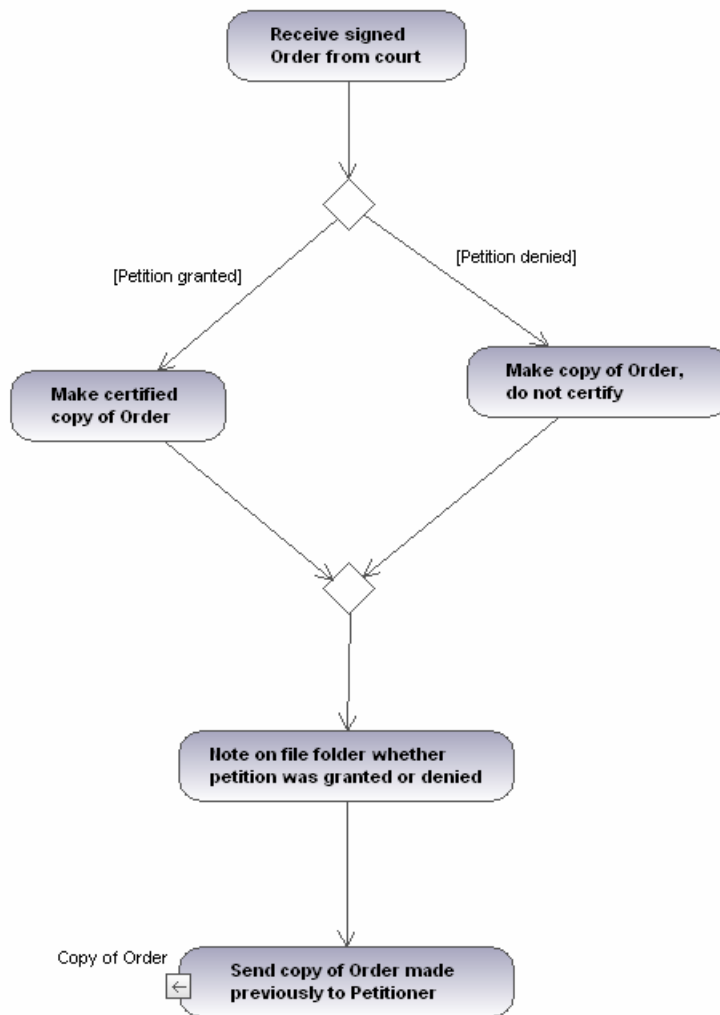 Receive signed
Order from court
[Petition granted]
[Petition denied]
Make certified
copy of Order
Make copy of Order,
do not certify
Note on file folder whether
petition was granted or denied
Copy of Order
Send copy of Order made
previously to Petitioner